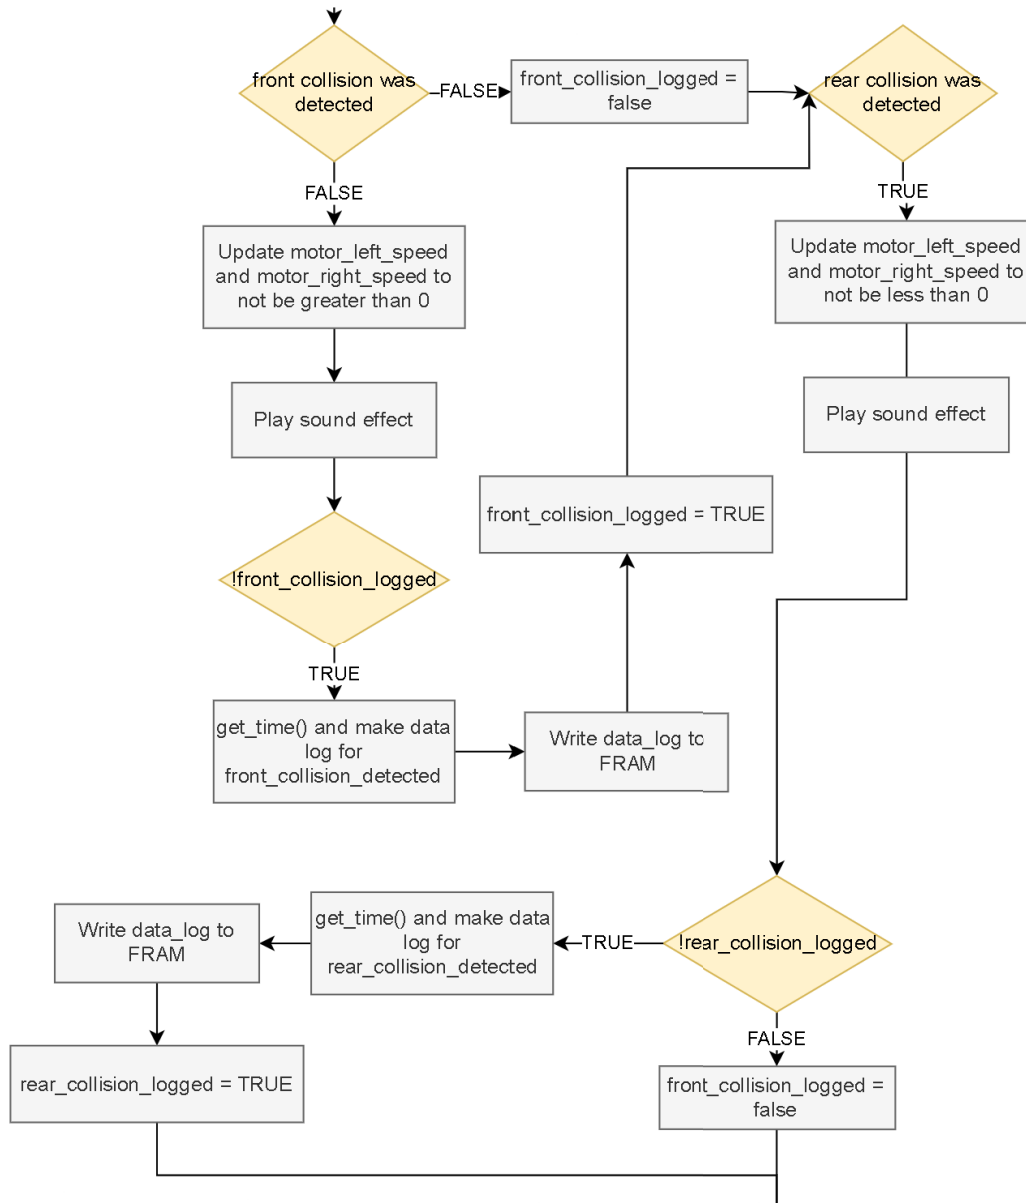 front collision was
detected
FALSE
front_collision_logged =
false
rear collision was
detected
FALSE
TRUE
Update motor_left_speed
and motor_right_speed to
not be greater than 0
Update motor_left_speed
and motor_right_speed to
not be less than 0
Play sound effect
Play sound effect
front_collision_logged = TRUE
!front_collision_logged
TRUE
get_time() and make data
log for
front_collision_detected
Write data_log to
FRAM
Write data_log to
FRAM
get_time() and make data
log for
rear_collision_detected
TRUE
!rear_collision_logged
FALSE
rear_collision_logged = TRUE
front_collision_logged =
false